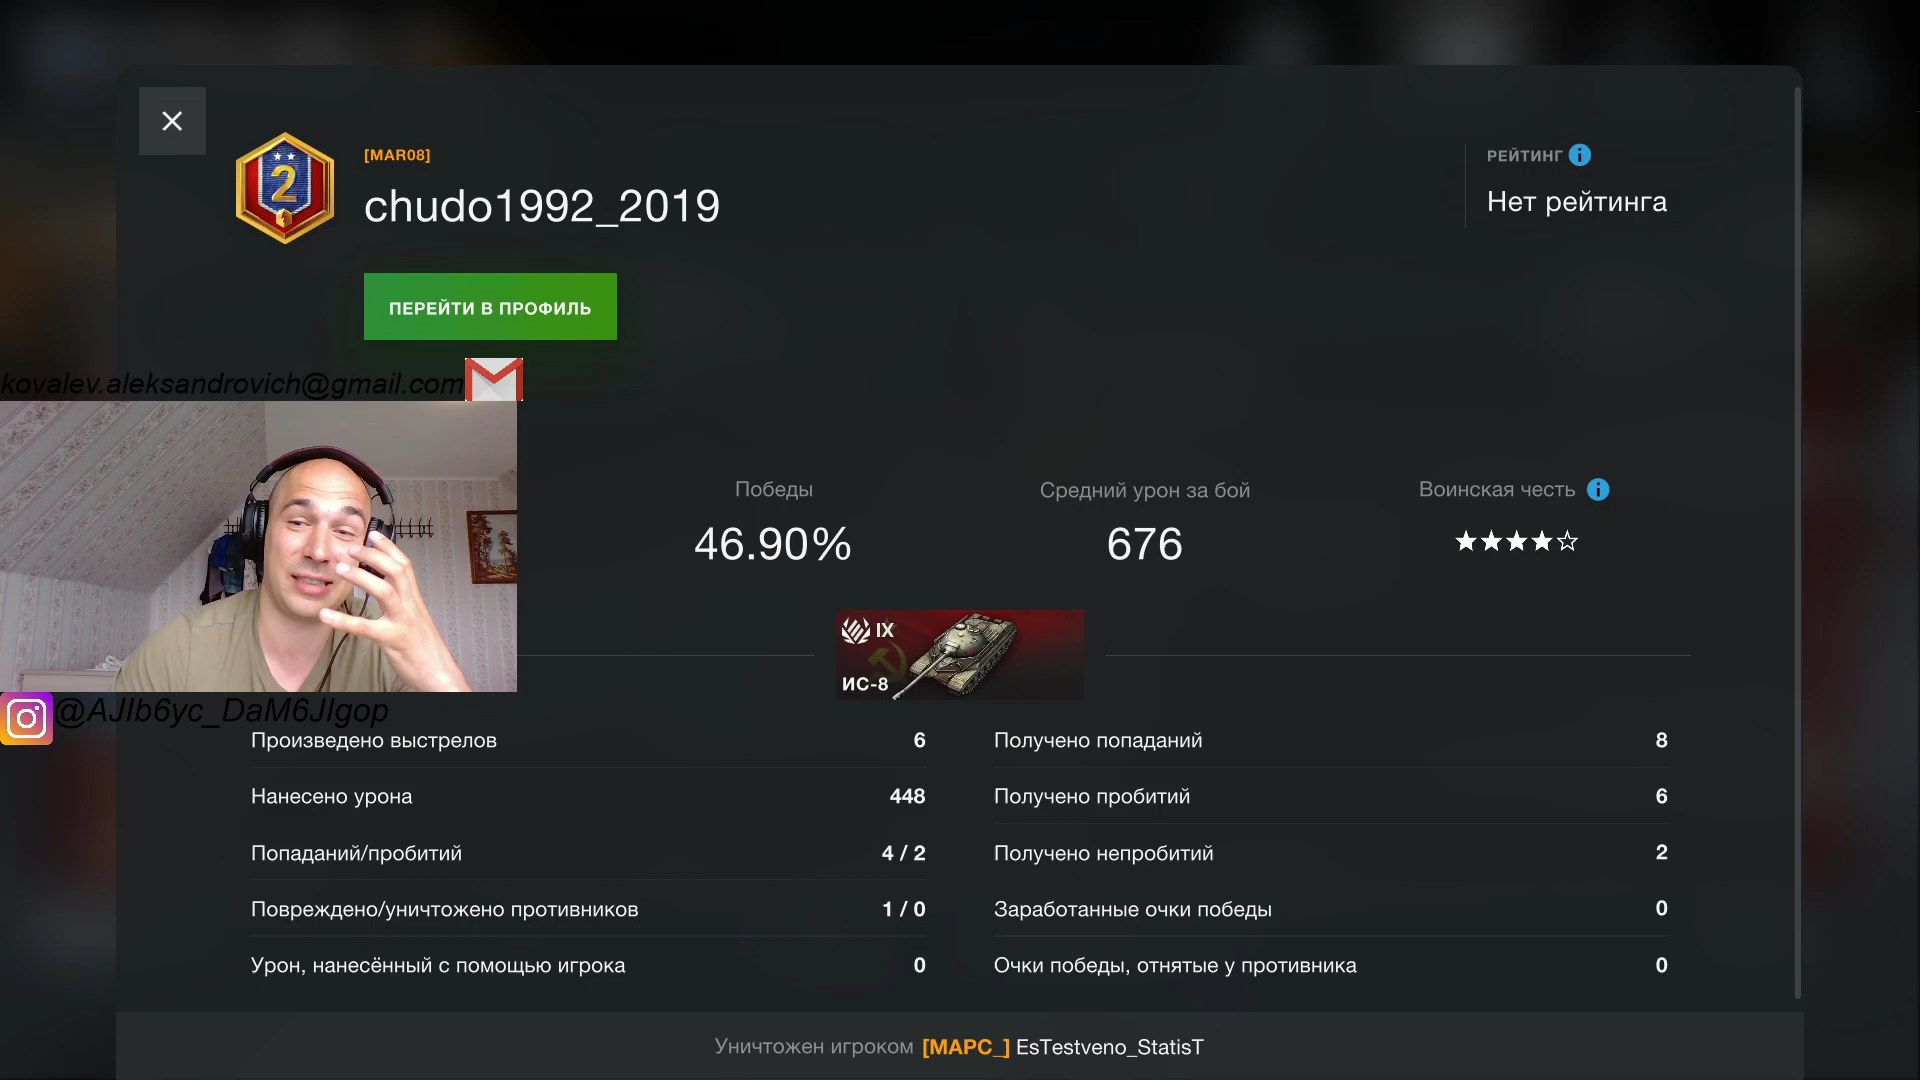 [MAR08]
chudo1992_2019
РЕЙТИНГ
Нет рейтинга
ПЕРЕЙТИ В ПРОФИЛЬ
kovalev.aleksandrovich@gmail.com
Победы
46.90%
Средний урон за бой
676
Воинская честь
IX
ИС-8
@AJIb6yc_DaM6JIgop
Произведено выстрелов 6
Нанесено урона 448
Попаданий/пробитий 4 / 2
Повреждено/уничтожено противников 1 / 0
Урон, нанесённый с помощью игрока 0
Получено попаданий 8
Получено пробитий 6
Получено непробитий 2
Заработанные очки победы 0
Очки победы, отнятые у противника 0
Уничтожен игроком [MAPC_] EsTestveno_StatisT